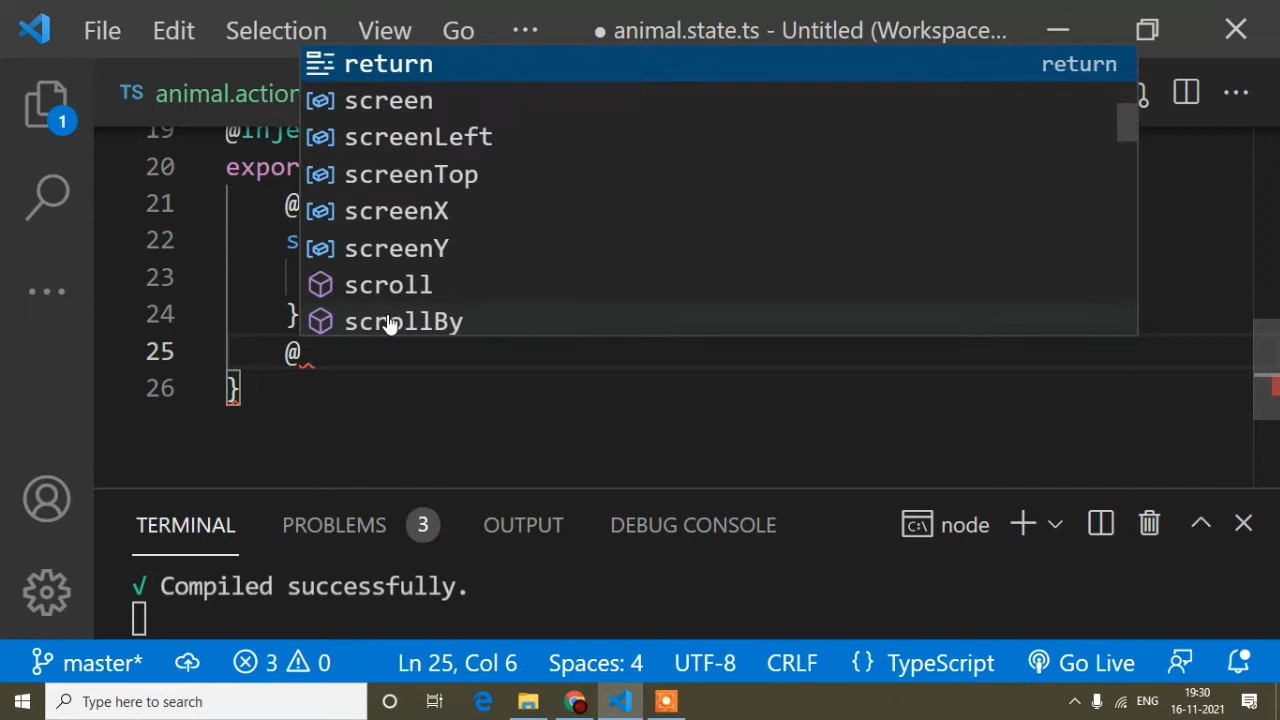 File Edit Selection View Go ··· ● animal.state.ts - Untitled (Workspace...
TS animal.action
return return
screen
screenLeft
screenTop
screenX
screenY
scroll
scrollBy
19 @Inje
20 expor
21 @
22 s
23
24 }
25 @
26 }
1
TERMINAL PROBLEMS 3 OUTPUT DEBUG CONSOLE node
√ Compiled successfully.
master* 3 0 Ln 25, Col 6 Spaces: 4 UTF-8 CRLF {} TypeScript Go Live
Type here to search
ENG
19:30
16-11-2021